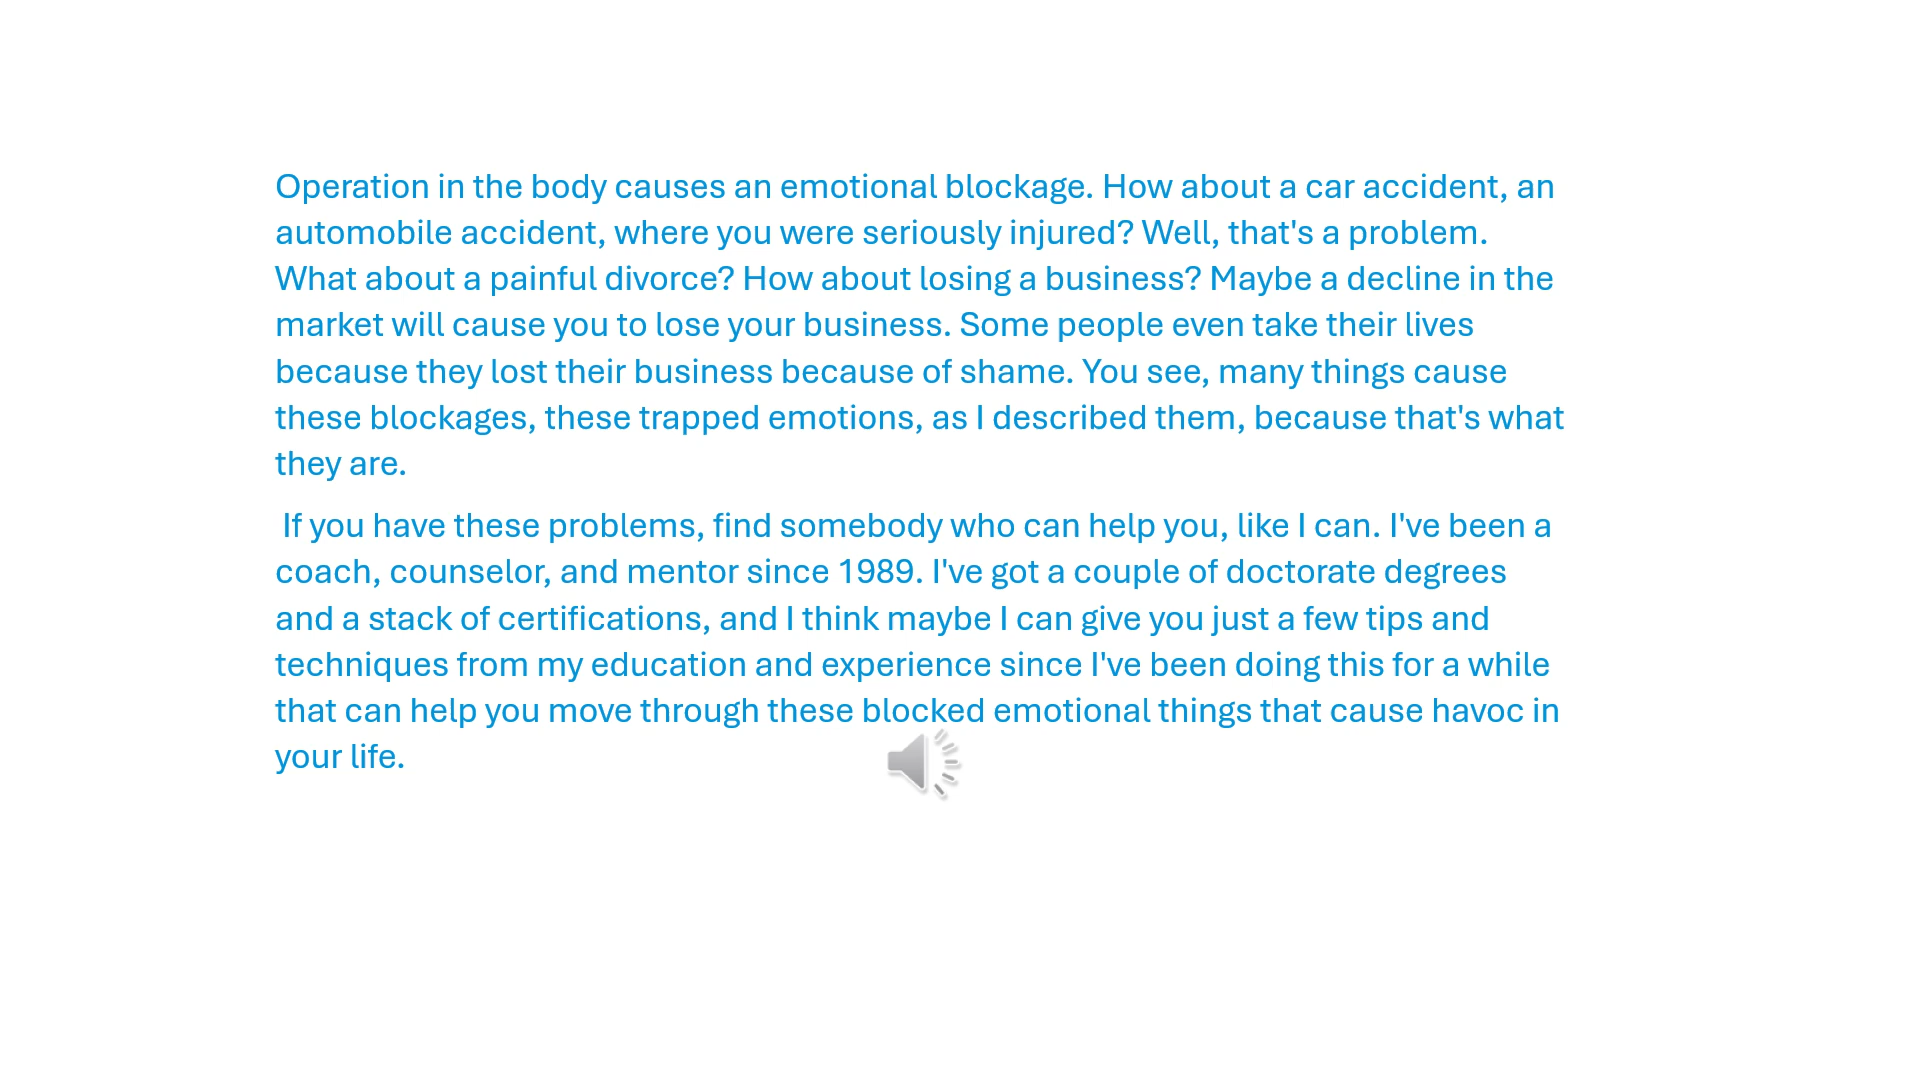 Operation in the body causes an emotional blockage. How about a car accident, an
automobile accident, where you were seriously injured? Well, that's a problem.
What about a painful divorce? How about losing a business? Maybe a decline in the
market will cause you to lose your business. Some people even take their lives
because they lost their business because of shame. You see, many things cause
these blockages, these trapped emotions, as I described them, because that's what
they are.
If you have these problems, find somebody who can help you, like I can. I've been a
coach, counselor, and mentor since 1989. I've got a couple of doctorate degrees
and a stack of certifications, and I think maybe I can give you just a few tips and
techniques from my education and experience since I've been doing this for a while
that can help you move through these blocked emotional things that cause havoc in
your life.